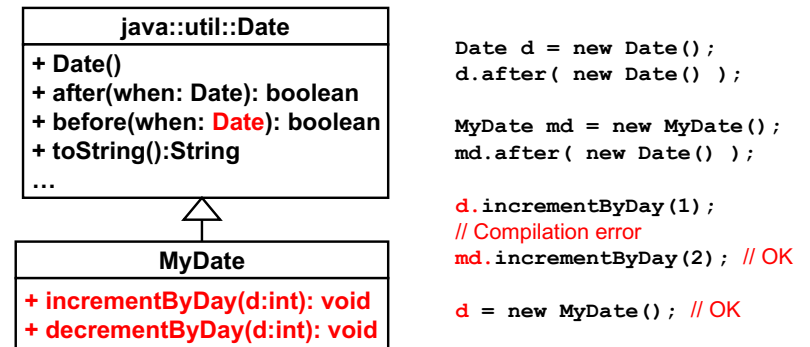 java::util::Date
+ Date()
+ after(when: Date): boolean
+ before(when: Date): boolean
+ toString():String
…
MyDate
+ incrementByDay(d:int): void
+ decrementByDay(d:int): void
Date d = new Date();
d.after( new Date() );
MyDate md = new MyDate();
md.after( new Date() );
d.incrementByDay(1);
// Compilation error
md.incrementByDay(2); // OK
d = new MyDate(); // OK